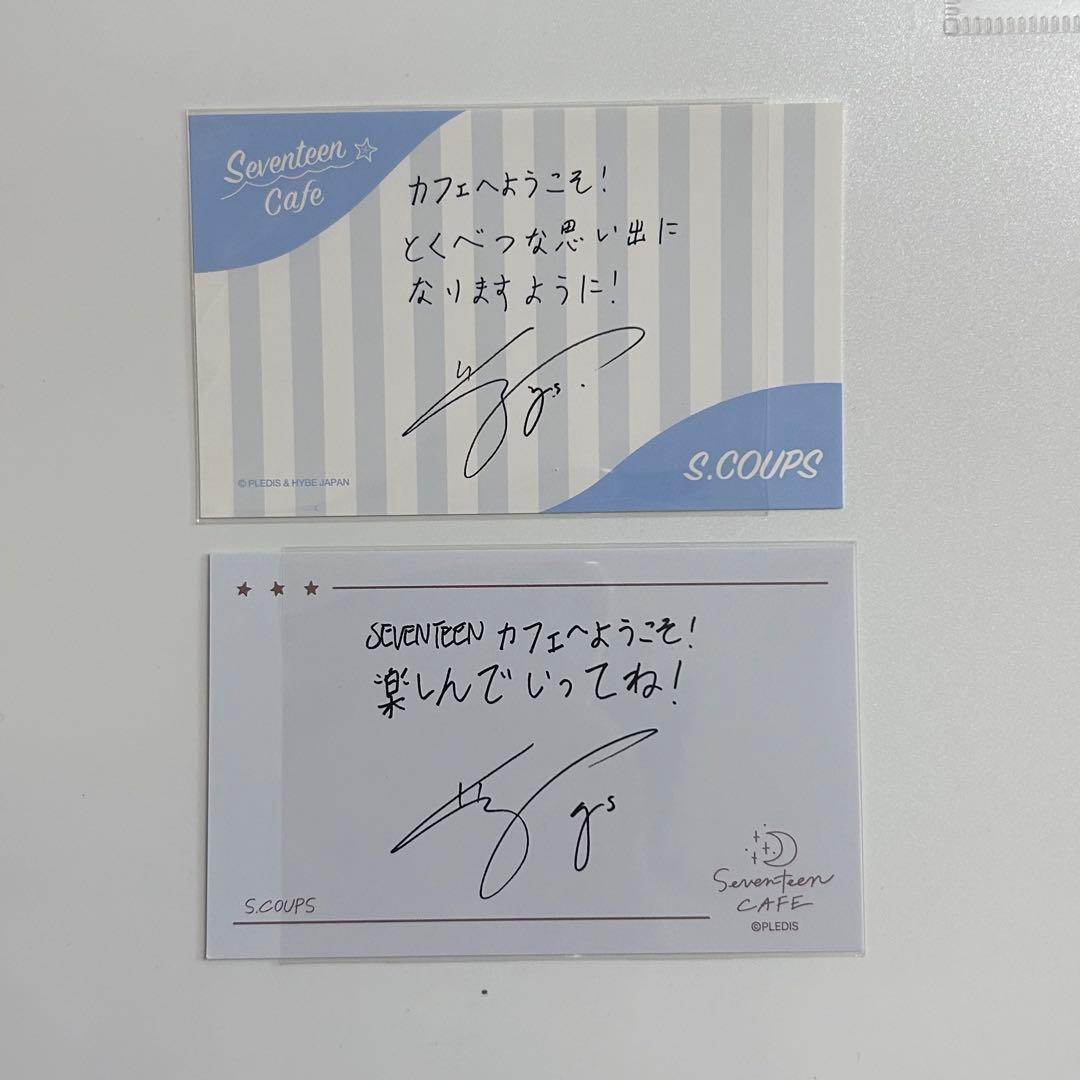 Seventeen
Cafe
カフェへようこそ!
とくべつな思い出に
なりますように!
© PLEDIS & HYBE JAPAN
S.COUPS
SEVENTEEN カフェへようこそ!
楽しんでいってね!
S.COUPS
Seventeen
CAFE
©PLEDIS